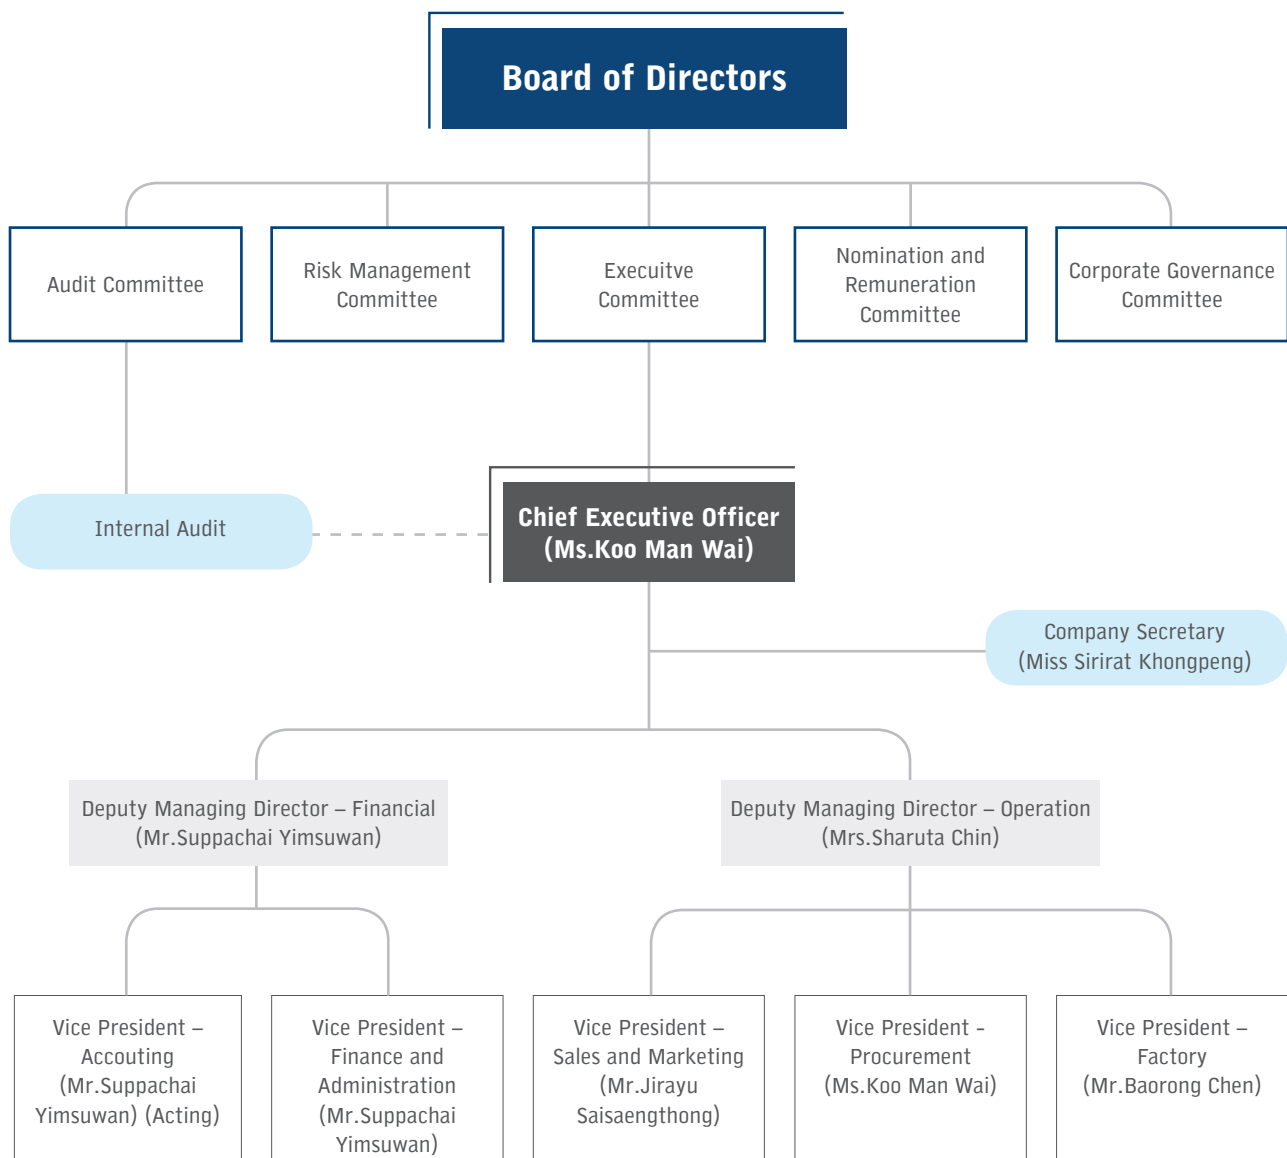 Board of Directors
Audit Committee
Risk Management
Committee
Execuitve
Committee
Nomination and
Remuneration
Committee
Corporate Governance
Committee
Internal Audit
Chief Executive Officer
(Ms.Koo Man Wai)
Company Secretary
(Miss Sirirat Khongpeng)
Deputy Managing Director – Financial
(Mr.Suppachai Yimsuwan)
Deputy Managing Director – Operation
(Mrs.Sharuta Chin)
Vice President –
Accouting
(Mr.Suppachai
Yimsuwan) (Acting)
Vice President –
Finance and
Administration
(Mr.Suppachai
Yimsuwan)
Vice President –
Sales and Marketing
(Mr.Jirayu
Saisaengthong)
Vice President -
Procurement
(Ms.Koo Man Wai)
Vice President –
Factory
(Mr.Baorong Chen)